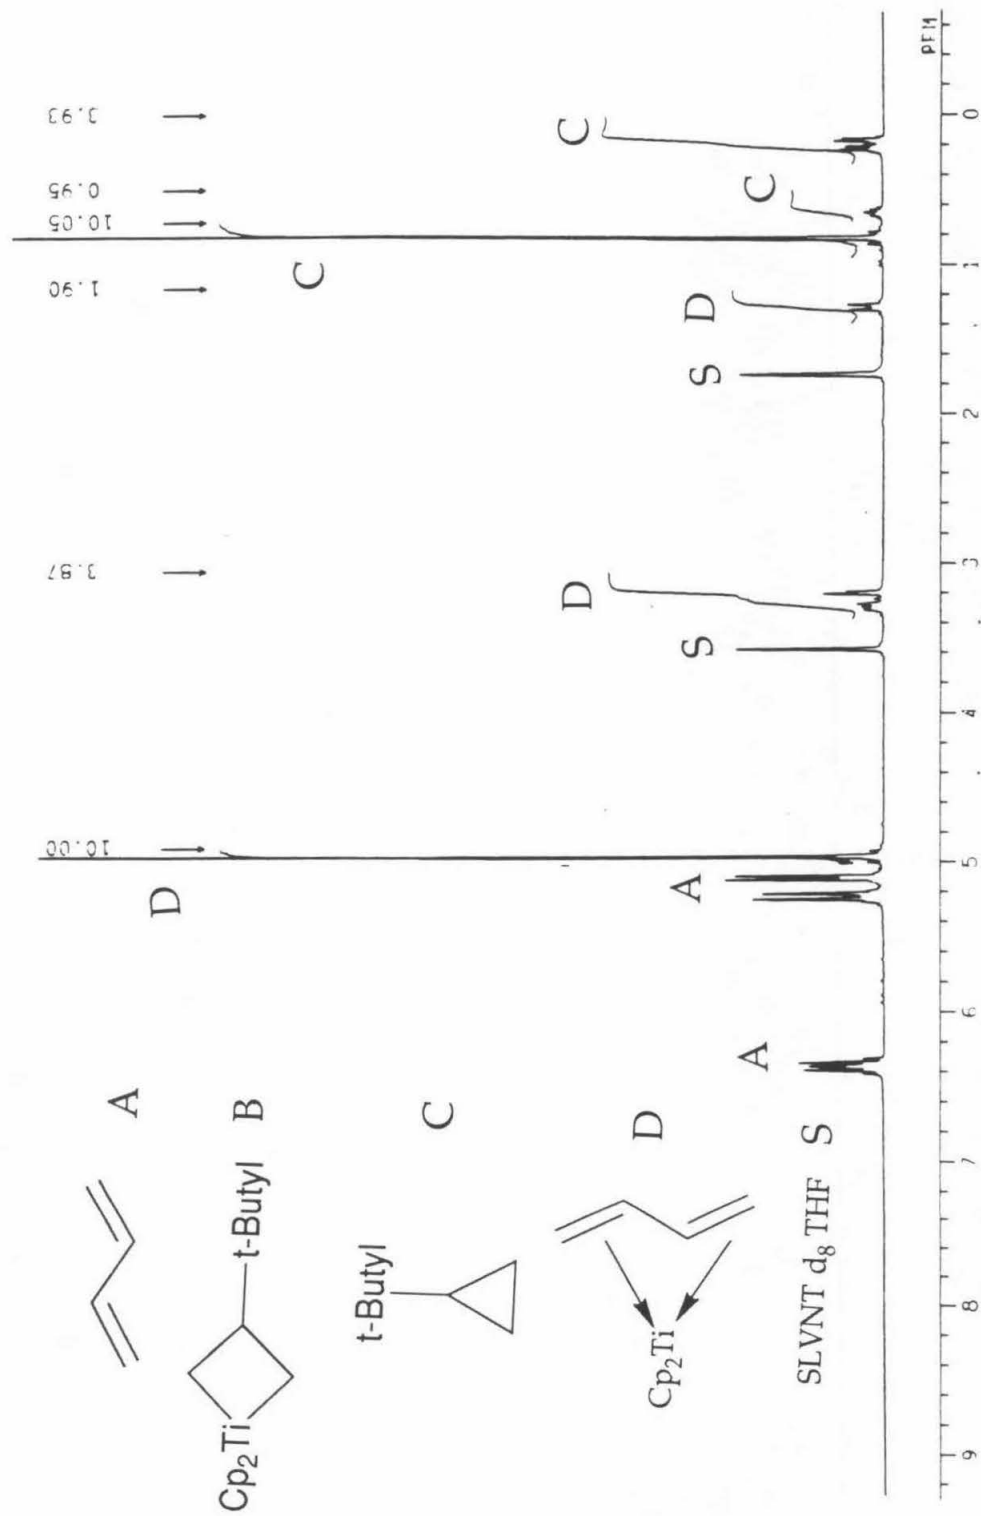 10.00
3.87
1.90
10.05
0.95
3.93
A
D
Cp₂Ti t-Butyl B
C
t-Butyl
C
Cp₂Ti D
D
C
A
S
S
D
C
SLVNT d₈ THF S
A
PPM
9 8 7 6 5 4 3 2 1 0